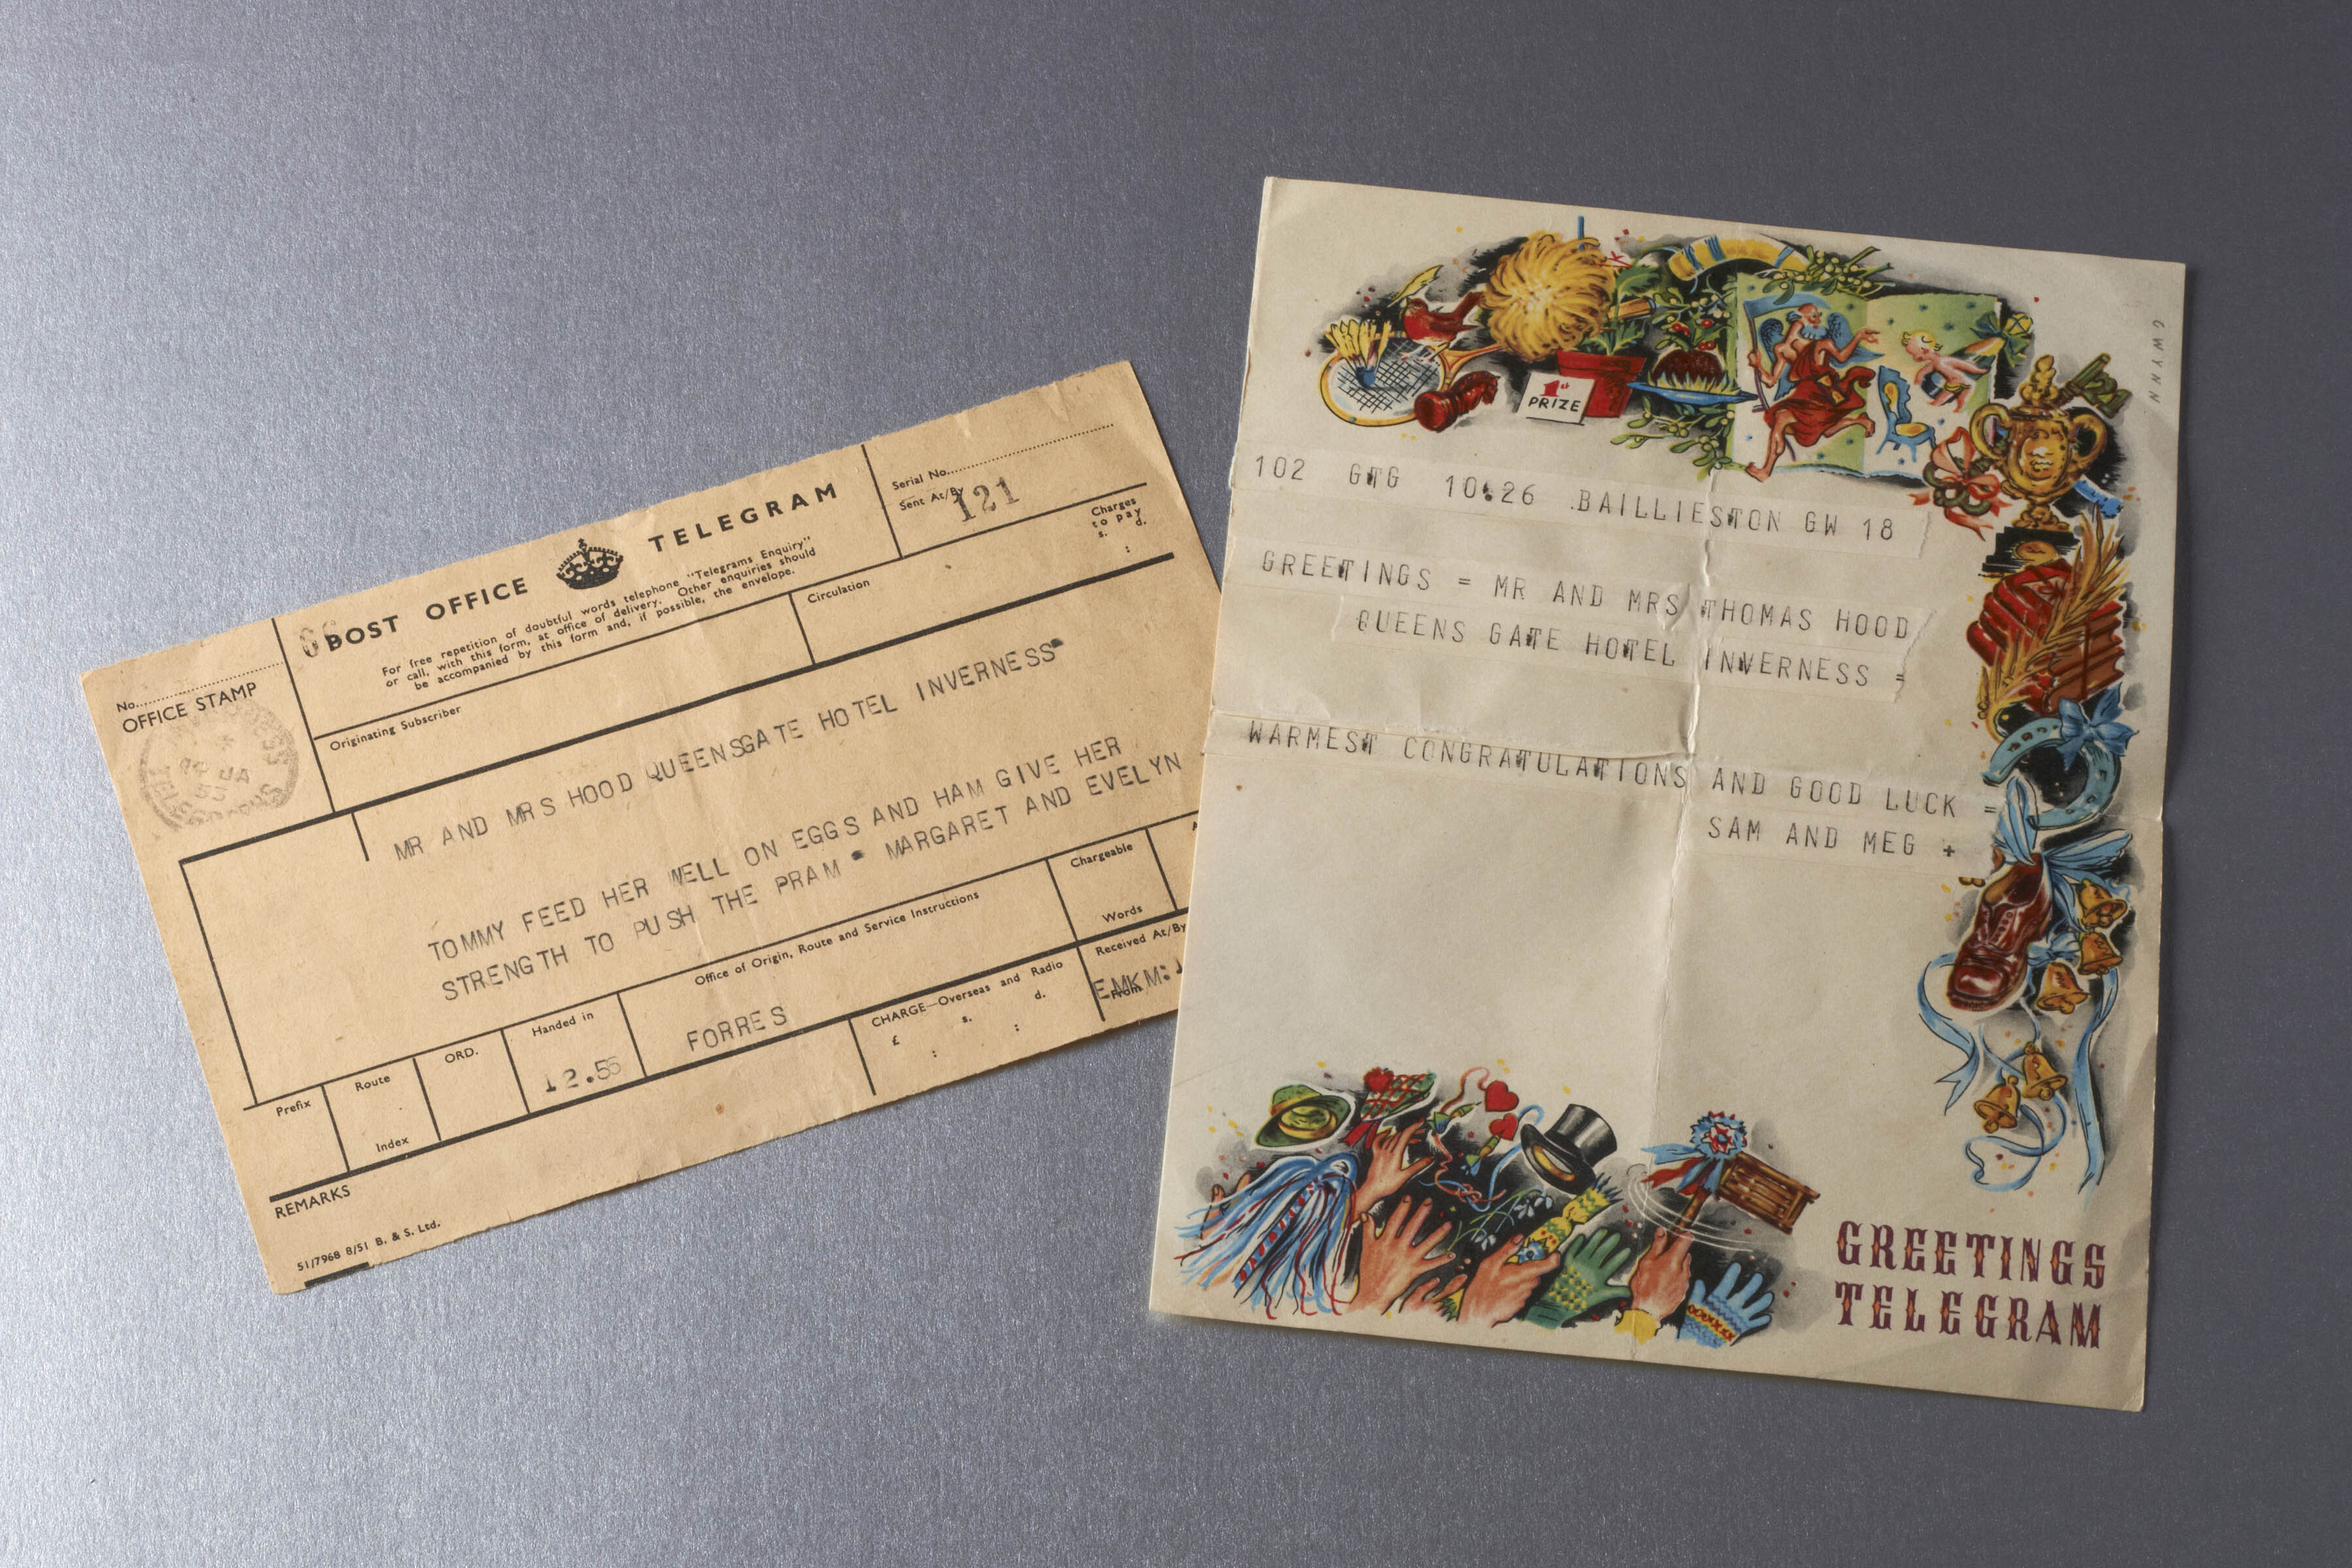 POST OFFICE TELEGRAM
For free repetition of doubtful words telephone "Telegrams Enquiry"
or call, with this form, at office of delivery. Other enquiries should
be accompanied by this form and, if possible, the envelope.
Serial No.
Sent At/By
121
Charges
to pay
s. d.
:
No.
OFFICE STAMP
Originating Subscriber
Circulation
MR AND MRS HOOD QUEENSGATE HOTEL INVERNESS
TOMMY FEED HER WELL ON EGGS AND HAM GIVE HER
STRENGTH TO PUSH THE PRAM = MARGARET AND EVELYN
Prefix
Route
Index
ORD.
Handed in
12.55
Office of Origin, Route and Service Instructions
FORRES
Chargeable
Words
CHARGE—Overseas and Radio
£ s. d.
: :
Received At/By
From
REMARKS
51/7968 8/51 B. & S. Ltd.
GWYNN
1st
PRIZE
21
102 GTG 10.26 BAILLIESTON GW 18
GREETINGS = MR AND MRS THOMAS HOOD
QUEENS GATE HOTEL INVERNESS =
WARMEST CONGRATULATIONS AND GOOD LUCK =
SAM AND MEG +
GREETINGS
TELEGRAM